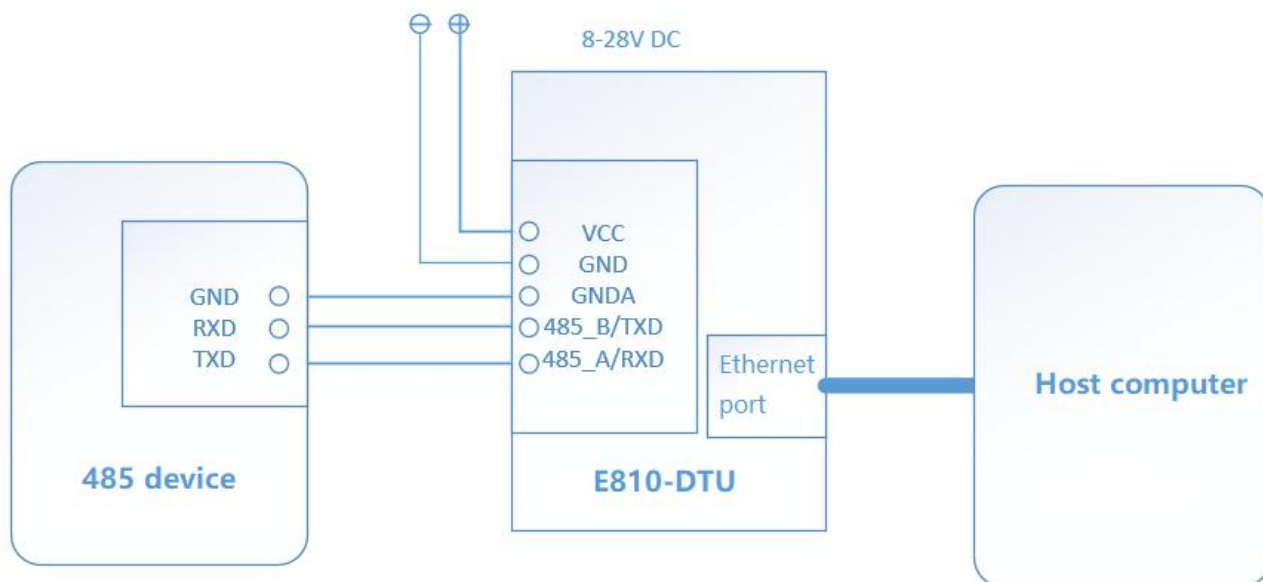 8-28V DC
VCC
GND
GNDA
485_B/TXD
485_A/RXD
GND
RXD
TXD
Ethernet
port
Host computer
485 device
E810-DTU